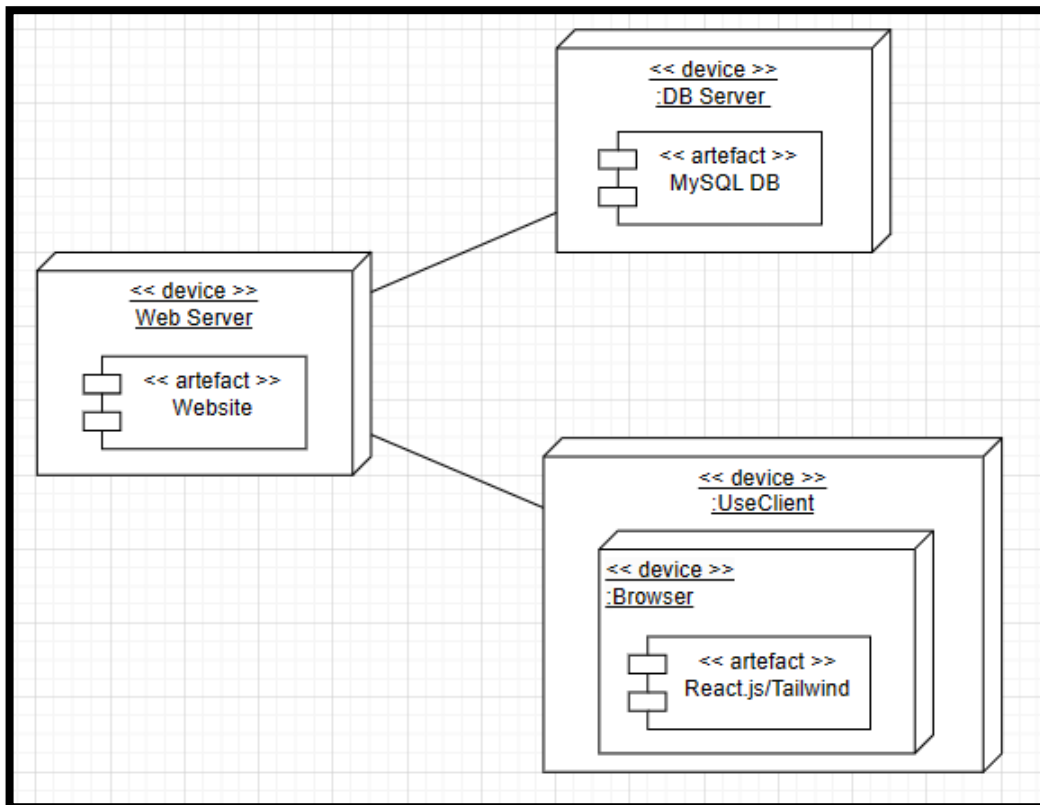 << device >>
:DB Server
<< artefact >>
MySQL DB
<< device >>
Web Server
<< artefact >>
Website
<< device >>
:UseClient
<< device >>
:Browser
<< artefact >>
React.js/Tailwind